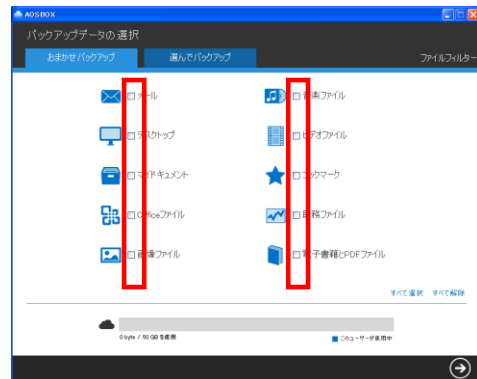 AOSBOX
バックアップデータの選択
おまかせバックアップ 選んでバックアップ ファイルフィルター
メール 音楽ファイル
デスクトップ ビデオファイル
マイドキュメント ブックマーク
Officeファイル 財務ファイル
画像ファイル 電子書籍とPDFファイル
すべて選択 すべて解除
0 byte / 50 GB を使用 このユーザーが使用中